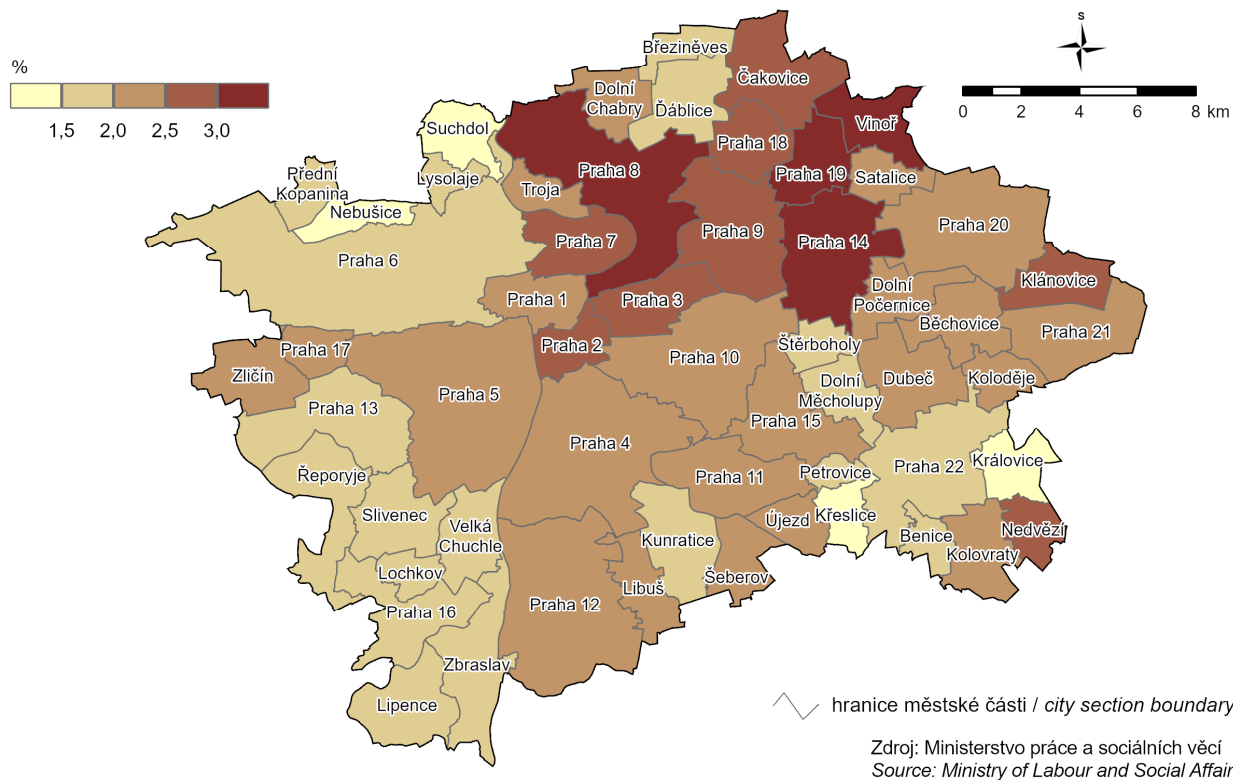 %
1,5 2,0 2,5 3,0
S
0 2 4 6 8 km
Březiněves
Čakovice
Dolní
Chabry
Ďáblice
Vinoř
Suchdol
Praha 18
Praha 8
Praha 19
Přední
Kopanina
Lysolaje
Troja
Satalice
Nebušice
Praha 7
Praha 9
Praha 14
Praha 20
Praha 6
Klánovice
Praha 1
Praha 3
Dolní
Počernice
Běchovice
Praha 21
Praha 17
Praha 2
Praha 10
Štěrboholy
Zličín
Dolní
Měcholupy
Dubeč
Koloděje
Praha 5
Praha 13
Praha 15
Praha 4
Řeporyje
Praha 11
Petrovice
Praha 22
Královice
Slivenec
Velká
Chuchle
Újezd
Křeslice
Nedvězí
Kunratice
Benice
Kolovraty
Lochkov
Libuš
Šeberov
Praha 16
Praha 12
Zbraslav
Lipence
hranice městské části / city section boundary
Zdroj: Ministerstvo práce a sociálních věcí
Source: Ministry of Labour and Social Affair